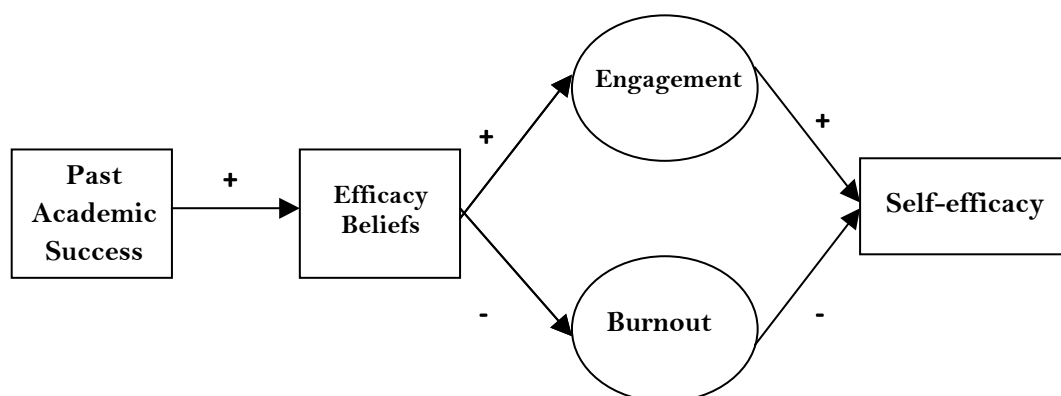 Past
Academic
Success
+
Efficacy
Beliefs
+
-
Engagement
Burnout
+
-
Self-efficacy